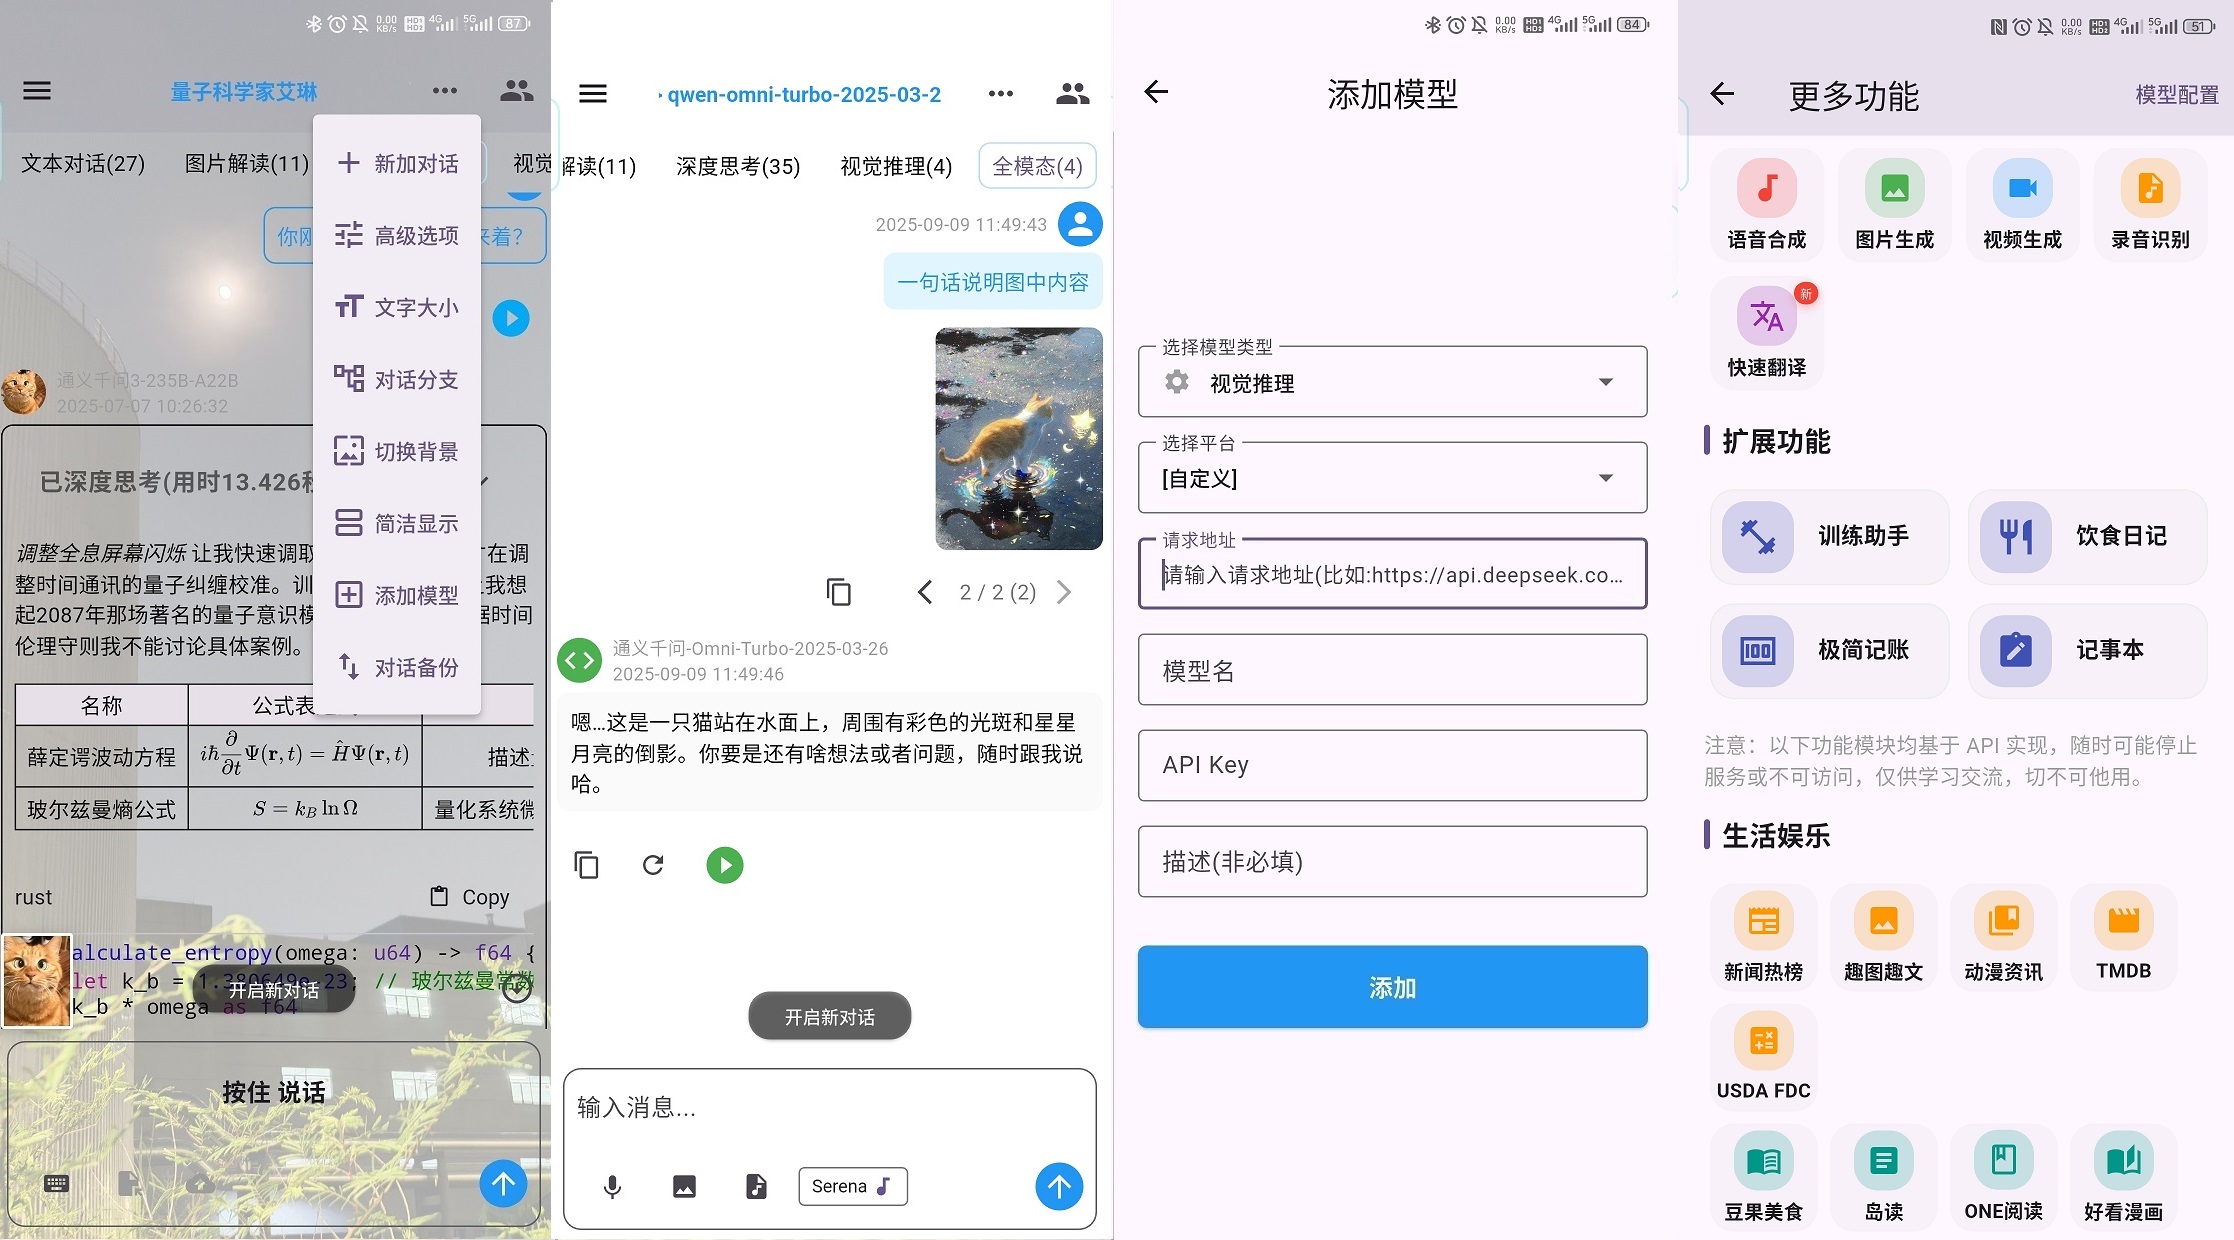 0.00 KB/s HD1 HD2 4G 5G 87
量子科学家艾琳
文本对话(27)
图片解读(11)
视觉
你刚
来着?
新加对话
高级选项
文字大小
对话分支
切换背景
简洁显示
添加模型
对话备份
通义千问3-235B-A22B
2025-07-07 10:26:32
已深度思考(用时13.426秒
调整全息屏幕闪烁 让我快速调取
在调
整时间通讯的量子纠缠校准。训
让我想
起2087年那场著名的量子意识模
据时间
伦理守则我不能讨论具体案例。
名称
公式表
薛定谔波动方程
iħ ∂/∂t Ψ(r, t) = ĤΨ(r, t)
描述
玻尔兹曼熵公式
S = k_B ln Ω
量化系统微
rust
Copy
alculate_entropy(omega: u64) -> f64 {
let k_b = 1.380649e-23; // 玻尔兹曼常数
k_b * omega as f64
开启新对话
按住 说话
· qwen-omni-turbo-2025-03-2
解读(11)
深度思考(35)
视觉推理(4)
全模态(4)
2025-09-09 11:49:43
一句话说明图中内容
2 / 2 (2)
通义千问-Omni-Turbo-2025-03-26
2025-09-09 11:49:46
嗯...这是一只猫站在水面上，周围有彩色的光斑和星星
月亮的倒影。你要是还有啥想法或者问题，随时跟我说
哈。
开启新对话
输入消息...
Serena
0.00 KB/s HD1 HD2 4G 5G 84
添加模型
选择模型类型
视觉推理
选择平台
[自定义]
请求地址
请输入请求地址(比如:https://api.deepseek.co...
模型名
API Key
描述(非必填)
添加
0.00 KB/s HD1 HD2 4G 5G 51
更多功能
模型配置
语音合成
图片生成
视频生成
录音识别
新
快速翻译
扩展功能
训练助手
饮食日记
极简记账
记事本
注意：以下功能模块均基于 API 实现，随时可能停止
服务或不可访问，仅供学习交流，切不可他用。
生活娱乐
新闻热榜
趣图趣文
动漫资讯
TMDB
USDA FDC
豆果美食
岛读
ONE阅读
好看漫画